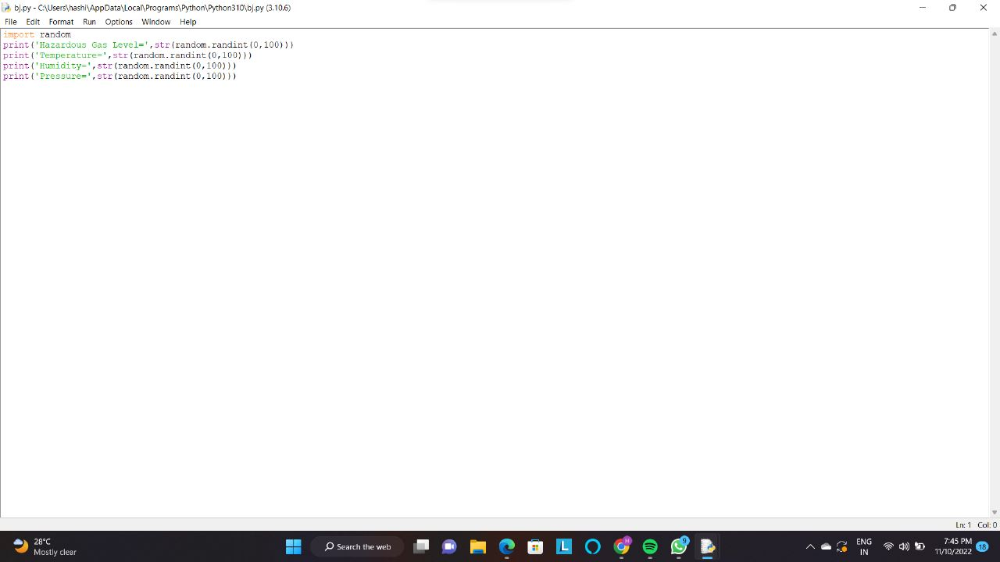 bj.py - C:\Users\hashi\AppData\Local\Programs\Python\Python310\bj.py (3.10.6)
File Edit Format Run Options Window Help
import random
print('Hazardous Gas Level=',str(random.randint(0,100)))
print('Temperature=',str(random.randint(0,100)))
print('Humidity=',str(random.randint(0,100)))
print('Pressure=',str(random.randint(0,100)))
Ln: 1 Col: 0
28°C
Mostly clear
Search the web
L
H
9
ENG
IN
7:45 PM
11/10/2022
18